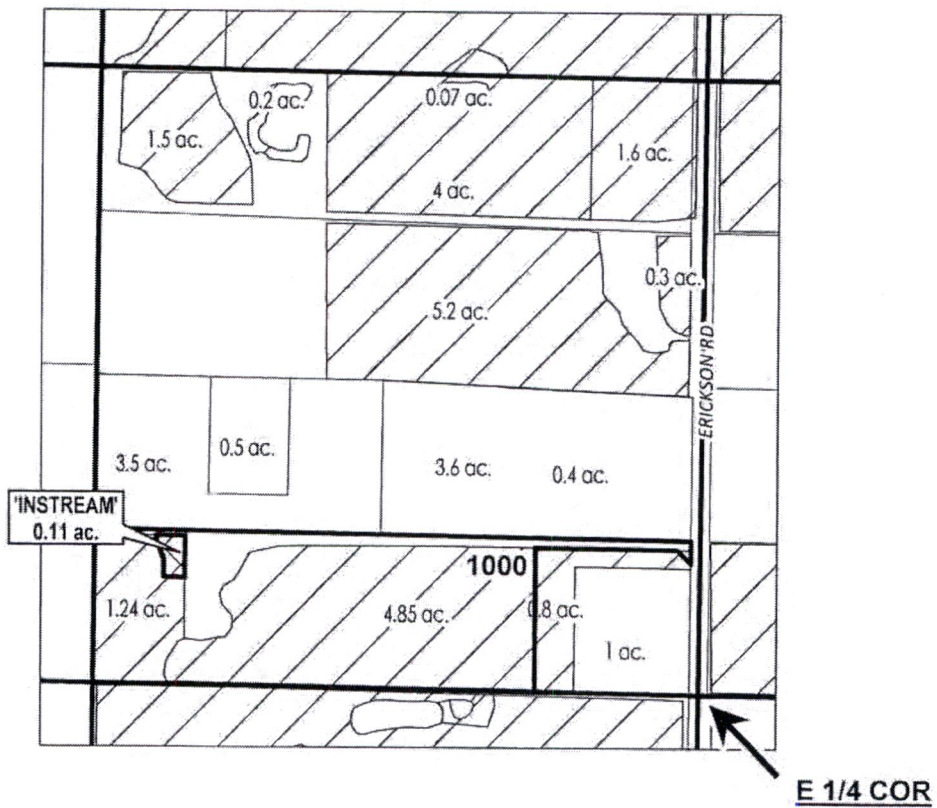 0.2 ac.
0.07 ac.
1.5 ac.
1.6 ac.
4 ac.
0.3 ac.
5.2 ac.
ERICKSON RD
0.5 ac.
3.5 ac.
3.6 ac.
0.4 ac.
'INSTREAM'
0.11 ac.
1000
1.24 ac.
4.85 ac.
0.8 ac.
1 ac.
E 1/4 COR